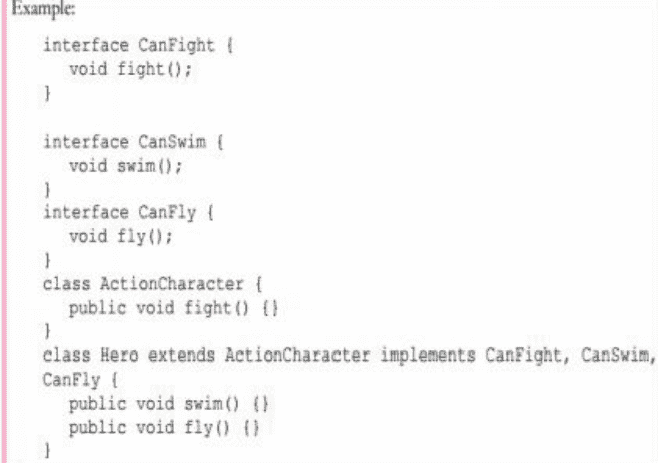 Example:
interface CanFight {
void fight();
}
interface CanSwim {
void swim();
}
interface CanFly {
void fly();
}
class ActionCharacter {
public void fight() {}
}
class Hero extends ActionCharacter implements CanFight, CanSwim,
CanFly {
public void swim() {}
public void fly() {}
}